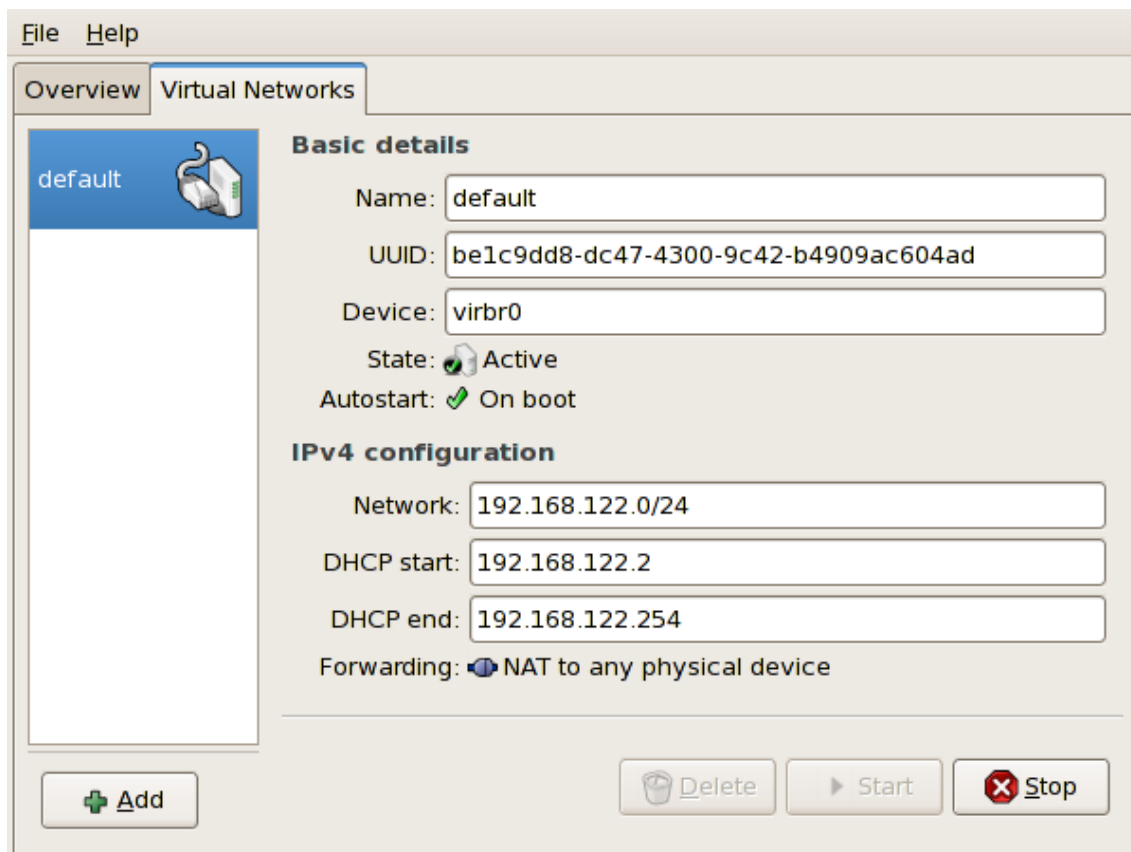 File Help
Overview Virtual Networks
default
Basic details
Name: default
UUID: be1c9dd8-dc47-4300-9c42-b4909ac604ad
Device: virbr0
State: Active
Autostart: On boot
IPv4 configuration
Network: 192.168.122.0/24
DHCP start: 192.168.122.2
DHCP end: 192.168.122.254
Forwarding: NAT to any physical device
Add
Delete Start Stop